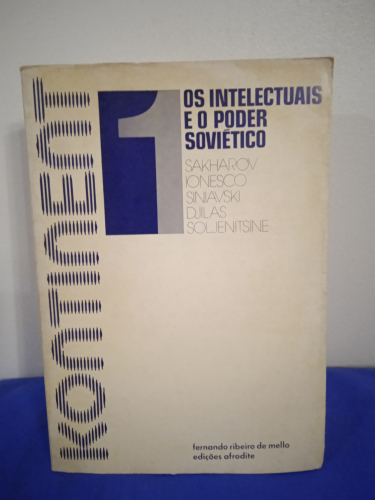 KONTINENT
1
OS INTELECTUAIS
E O PODER
SOVIÉTICO
SAKHAROV
IONESCO
SINIAVSKI
DJILAS
SOLJENITSINE
fernando ribeiro de mello
edições afrodite